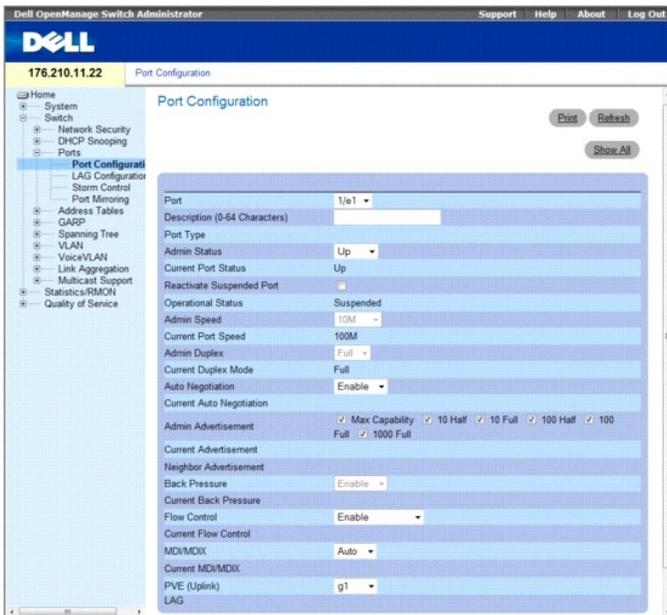 Dell OpenManage Switch Administrator Support Help About Log Out
DELL
176.210.11.22 Port Configuration
Home
System
Switch
Network Security
DHCP Snooping
Ports
Port Configurati
LAG Configuration
Storm Control
Port Mirroring
Address Tables
GARP
Spanning Tree
VLAN
VoiceVLAN
Link Aggregation
Multicast Support
Statistics/RMON
Quality of Service
Port Configuration
Print Refresh
Show All
Port 1/e1
Description (0-64 Characters)
Port Type
Admin Status Up
Current Port Status Up
Reactivate Suspended Port
Operational Status Suspended
Admin Speed 10M
Current Port Speed 100M
Admin Duplex Full
Current Duplex Mode Full
Auto Negotiation Enable
Current Auto Negotiation
Admin Advertisement Max Capability 10 Half 10 Full 100 Half 100
Full 1000 Full
Current Advertisement
Neighbor Advertisement
Back Pressure Enable
Current Back Pressure
Flow Control Enable
Current Flow Control
MDI/MDIX Auto
Current MDI/MDIX
PVE (Uplink) g1
LAG